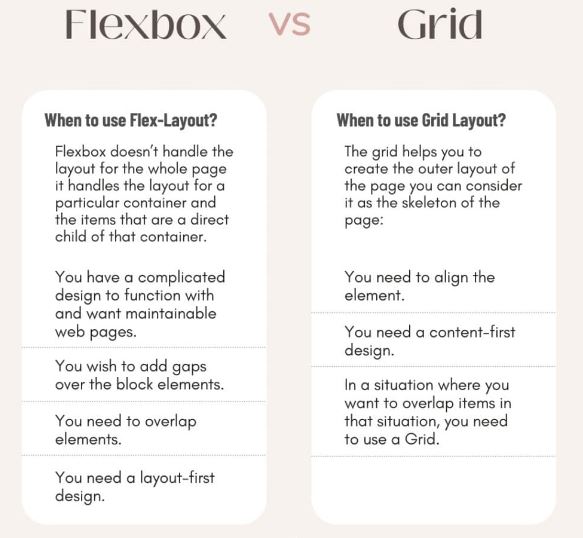 Flexbox vs Grid
When to use Flex-Layout?
Flexbox doesn't handle the
layout for the whole page
it handles the layout for a
particular container and
the items that are a direct
child of that container.
You have a complicated
design to function with
and want maintainable
web pages.
You wish to add gaps
over the block elements.
You need to overlap
elements.
You need a layout-first
design.
When to use Grid Layout?
The grid helps you to
create the outer layout of
the page you can consider
it as the skeleton of the
page:
You need to align the
element.
You need a content-first
design.
In a situation where you
want to overlap items in
that situation, you need
to use a Grid.